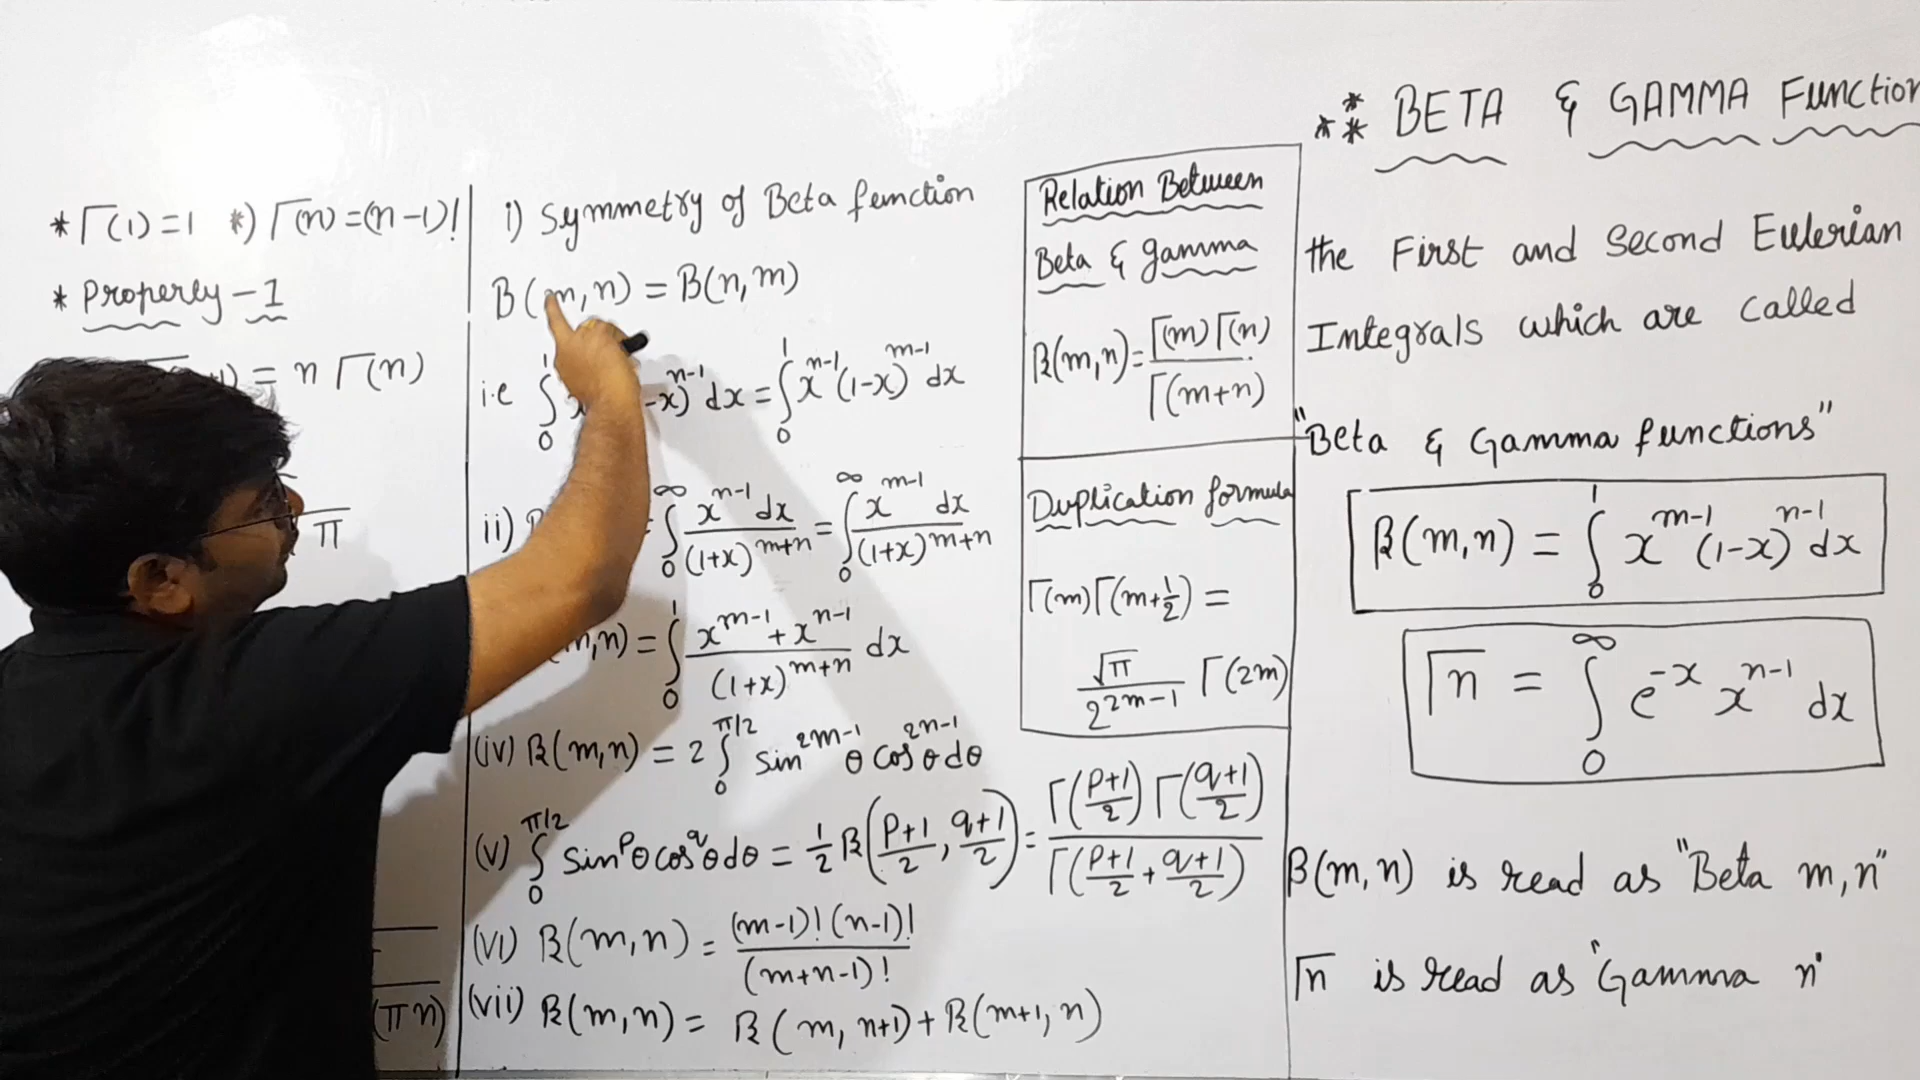 ** BETA & GAMMA Function
the First and Second Eulerian
Integrals which are called
"Beta & Gamma functions"
β(m,n) = ∫₀¹ x^{m-1} (1-x)^{n-1} dx
Γn = ∫₀^∞ e^{-x} x^{n-1} dx
β(m,n) is read as "Beta m,n"
Γn is read as "Gamma n"
* Γ(1) = 1 *) Γ(n) = (n-1)!
* Property -1
= n Γ(n)
π
(πn)
i) Symmetry of Beta function
β(m,n) = β(n,m)
i.e ∫₀¹ -x)^{n-1} dx = ∫₀¹ x^{n-1} (1-x)^{m-1} dx
ii) = ∫₀^∞ x^{n-1} dx / (1+x)^{m+n} = ∫₀^∞ x^{m-1} dx / (1+x)^{m+n}
m,n) = ∫₀¹ x^{m-1} + x^{n-1} / (1+x)^{m+n} dx
(iv) β(m,n) = 2 ∫₀^{π/2} sin^{2m-1} θ cos^{2n-1} θ dθ
(v) ∫₀^{π/2} sin^p θ cos^q θ dθ = 1/2 β(p+1/2, q+1/2) = Γ(p+1/2) Γ(q+1/2) / Γ(p+1/2 + q+1/2)
(vi) β(m,n) = (m-1)! (n-1)! / (m+n-1)!
(vii) β(m,n) = β(m, n+1) + β(m+1, n)
Relation Between
Beta & gamma
β(m,n) = Γ(m) Γ(n) / Γ(m+n)
Duplication formula
Γ(m) Γ(m+1/2) =
√π / 2^{2m-1} Γ(2m)